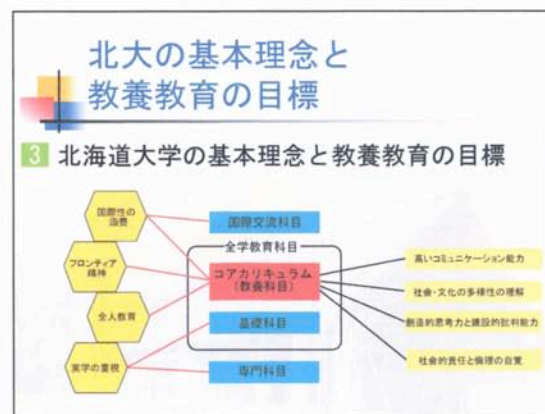 北大の基本理念と
教養教育の目標
3 北海道大学の基本理念と教養教育の目標
国際性の
涵養
フロンティア
精神
全人教育
実学の重視
国際交流科目
全学教育科目
コアカリキュラム
(教養科目)
基礎科目
専門科目
高いコミュニケーション能力
社会・文化の多様性の理解
創造的思考力と建設的批判能力
社会的責任と倫理の自覚